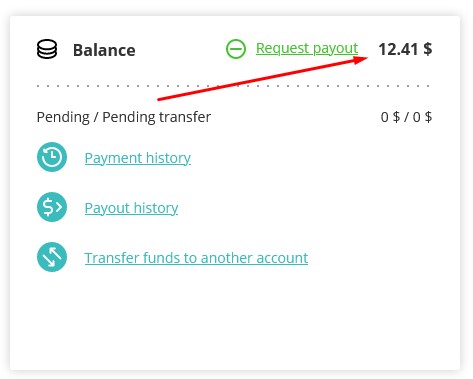 Balance Request payout 12.41 $
Pending / Pending transfer 0 $ / 0 $
Payment history
Payout history
Transfer funds to another account